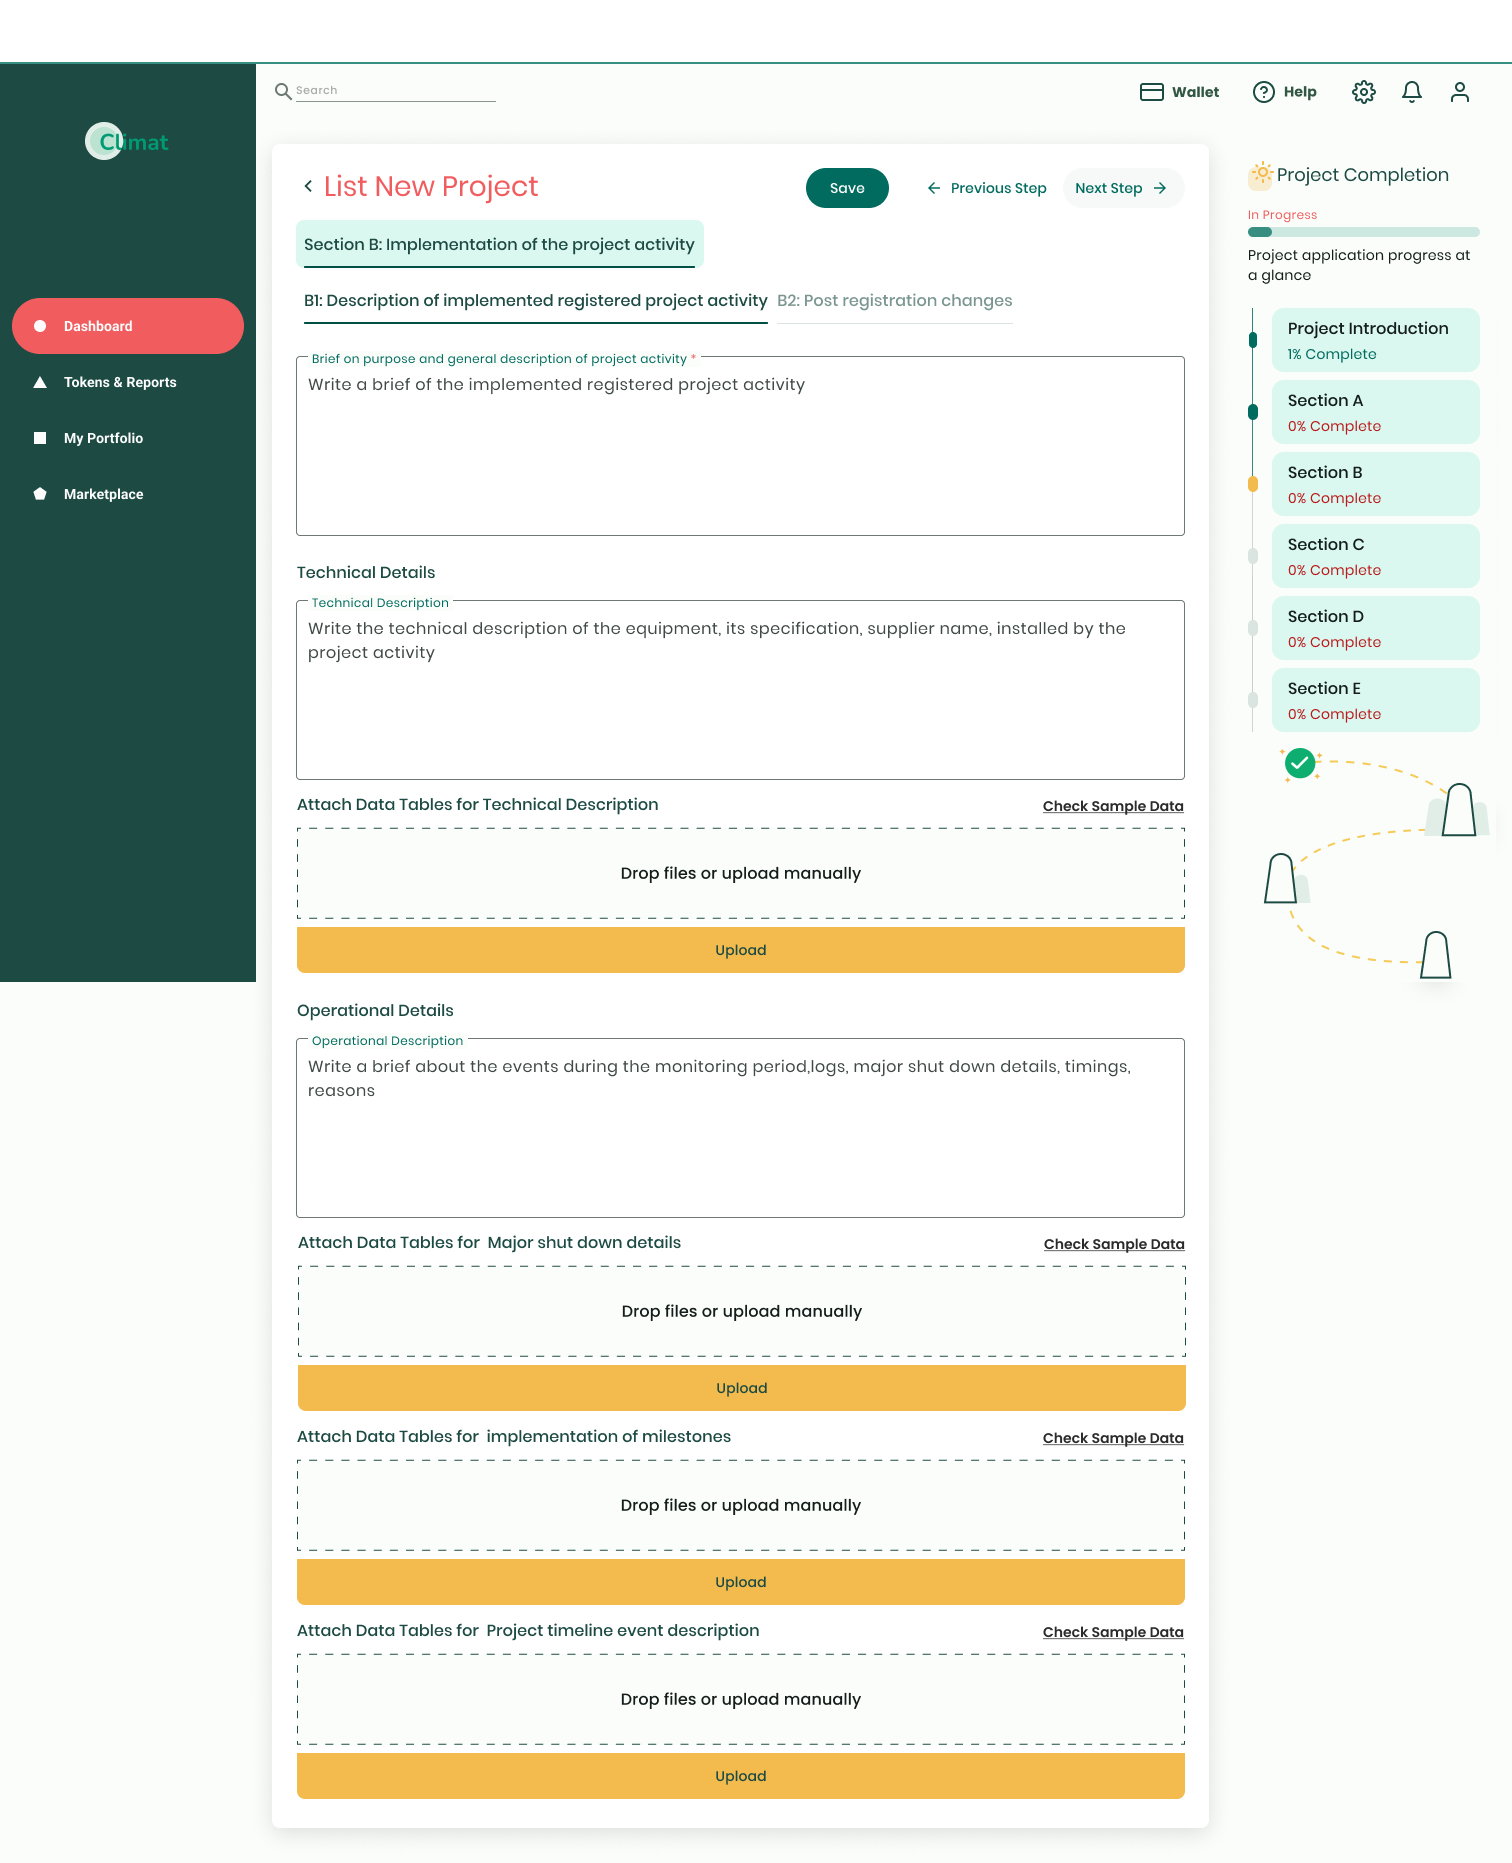 Search
Wallet
Help
Climat
Dashboard
Tokens & Reports
My Portfolio
Marketplace
List New Project
Save
Previous Step
Next Step
Section B: Implementation of the project activity
B1: Description of implemented registered project activity
B2: Post registration changes
Brief on purpose and general description of project activity *
Write a brief of the implemented registered project activity
Technical Details
Technical Description
Write the technical description of the equipment, its specification, supplier name, installed by the
project activity
Attach Data Tables for Technical Description
Check Sample Data
Drop files or upload manually
Upload
Operational Details
Operational Description
Write a brief about the events during the monitoring period,logs, major shut down details, timings,
reasons
Attach Data Tables for  Major shut down details
Check Sample Data
Drop files or upload manually
Upload
Attach Data Tables for  implementation of milestones
Check Sample Data
Drop files or upload manually
Upload
Attach Data Tables for  Project timeline event description
Check Sample Data
Drop files or upload manually
Upload
Project Completion
In Progress
Project application progress at
a glance
Project Introduction
1% Complete
Section A
0% Complete
Section B
0% Complete
Section C
0% Complete
Section D
0% Complete
Section E
0% Complete